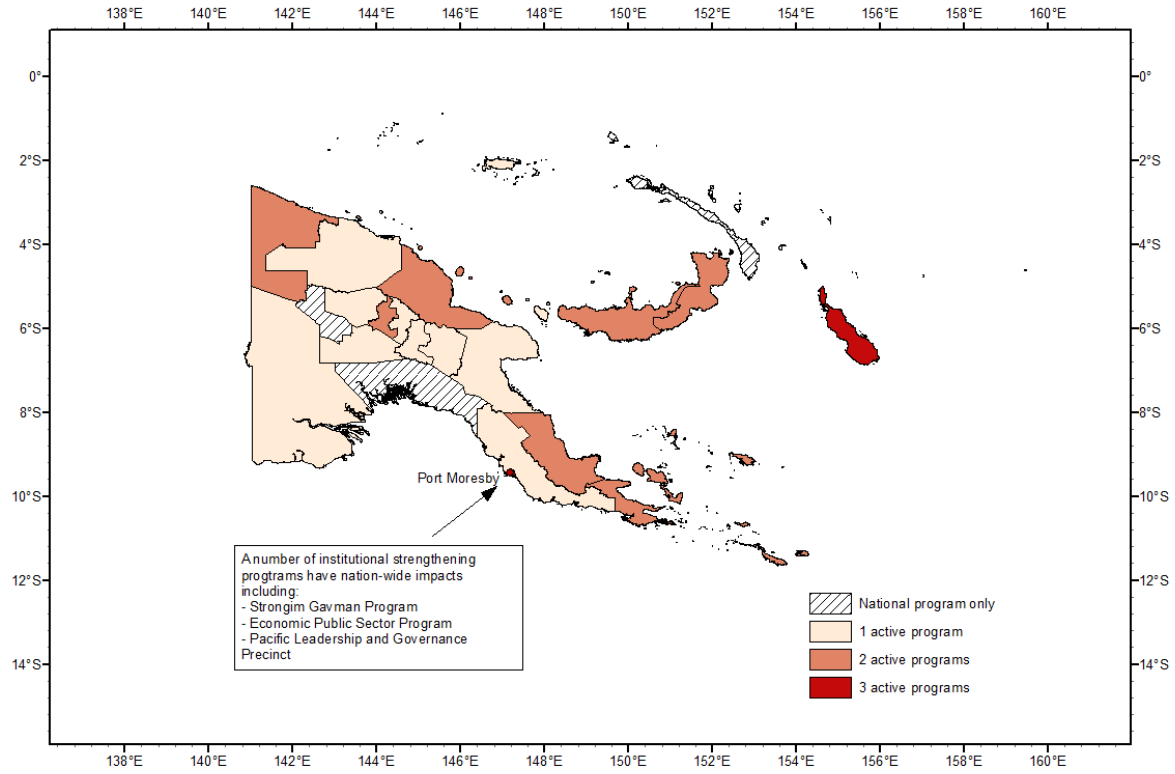 138°E 140°E 142°E 144°E 146°E 148°E 150°E 152°E 154°E 156°E 158°E 160°E
0° 0°
2°S 2°S
4°S 4°S
6°S 6°S
8°S 8°S
Port Moresby
10°S 10°S
A number of institutional strengthening
programs have nation-wide impacts
including:
- Strongim Gavman Program
- Economic Public Sector Program
- Pacific Leadership and Governance
Precinct
12°S 12°S
National program only
1 active program
2 active programs
3 active programs
14°S 14°S
138°E 140°E 142°E 144°E 146°E 148°E 150°E 152°E 154°E 156°E 158°E 160°E